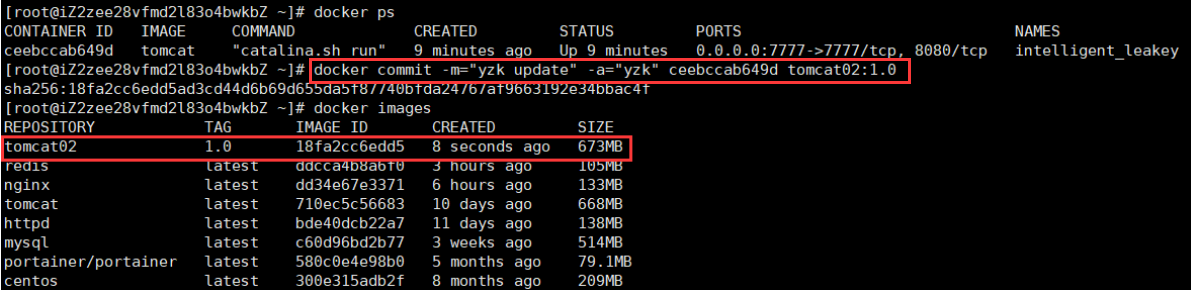 [root@iZ2zee28vfmd2l83o4bwkbZ ~]# docker ps
CONTAINER ID   IMAGE     COMMAND             CREATED         STATUS         PORTS                              NAMES
ceebccab649d   tomcat    "catalina.sh run"   9 minutes ago   Up 9 minutes   0.0.0.0:7777->7777/tcp, 8080/tcp   intelligent_leakey
[root@iZ2zee28vfmd2l83o4bwkbZ ~]# docker commit -m="yzk update" -a="yzk" ceebccab649d tomcat02:1.0
sha256:18fa2cc6edd5ad3cd44d6b69d655da5f87740bfda24767af9663192e34bbac4f
[root@iZ2zee28vfmd2l83o4bwkbZ ~]# docker images
REPOSITORY            TAG       IMAGE ID       CREATED         SIZE
tomcat02              1.0       18fa2cc6edd5   8 seconds ago   673MB
redis                 latest    ddcca4b8a6f0   3 hours ago     105MB
nginx                 latest    dd34e67e3371   6 hours ago     133MB
tomcat                latest    710ec5c56683   10 days ago     668MB
httpd                 latest    bde40dcb22a7   11 days ago     138MB
mysql                 latest    c60d96bd2b77   3 weeks ago     514MB
portainer/portainer   latest    580c0e4e98b0   5 months ago    79.1MB
centos                latest    300e315adb2f   8 months ago    209MB